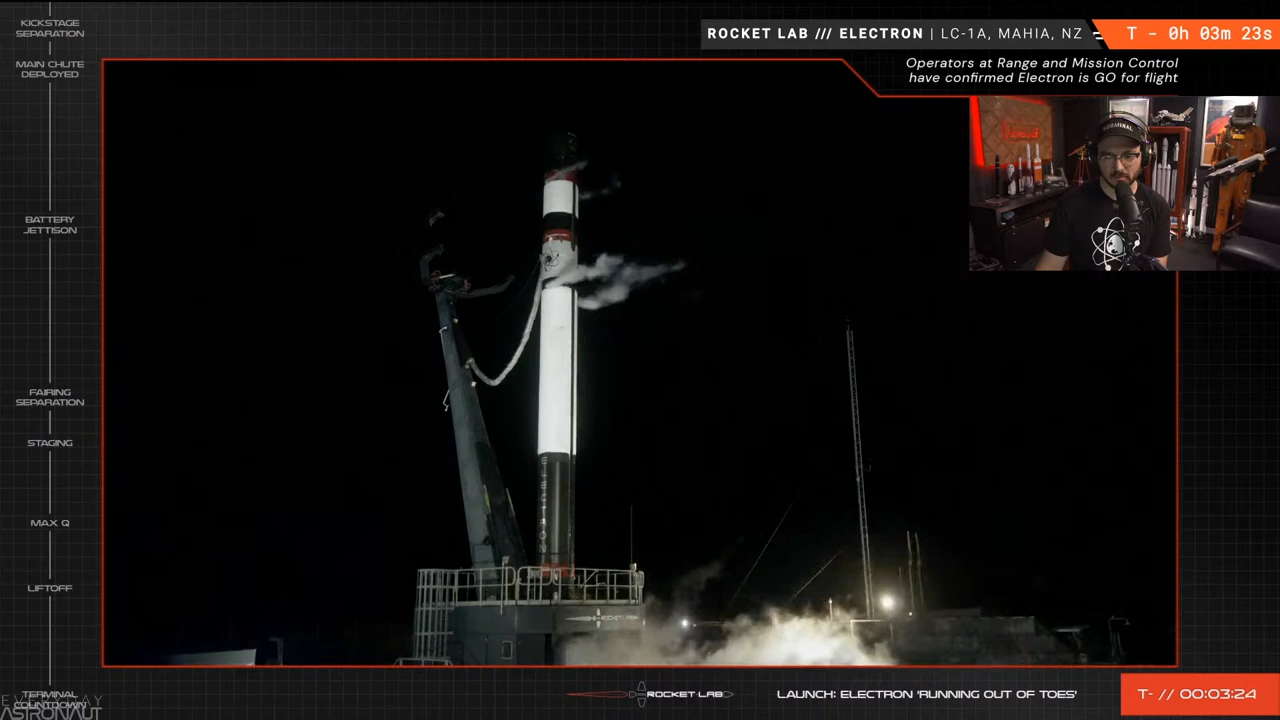 KICKSTAGE
SEPARATION
MAIN CHUTE
DEPLOYED
BATTERY
JETTISON
FAIRING
SEPARATION
STAGING
MAX Q
LIFTOFF
TERMINAL
COUNTDOWN
ASTRONAUT
ROCKET LAB /// ELECTRON | LC-1A, MAHIA, NZ
T - 0h 03m 23s
Operators at Range and Mission Control
have confirmed Electron is GO for flight
ROCKET LAB
LAUNCH: ELECTRON 'RUNNING OUT OF TOES'
T- // 00:03:24